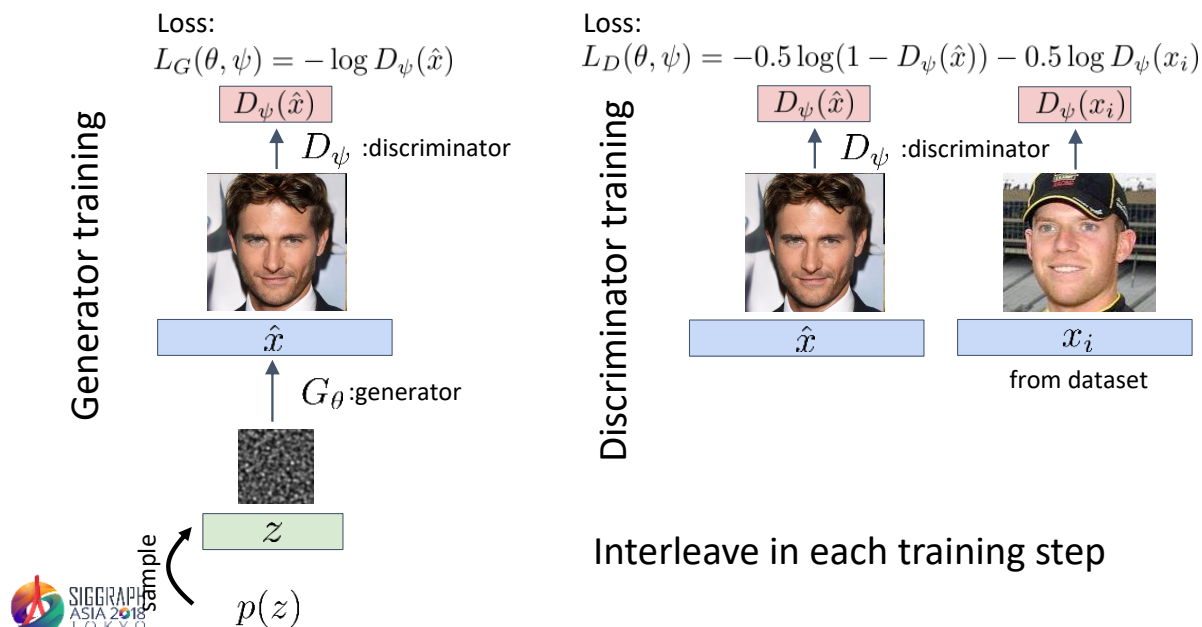 Loss:
L_G(θ, ψ) = − log D_ψ(x̂)
D_ψ(x̂)
D_ψ :discriminator
Generator training
x̂
G_θ :generator
z
sample
p(z)
SIGGRAPH
ASIA 2018
TOKYO
Loss:
L_D(θ, ψ) = −0.5 log(1 − D_ψ(x̂)) − 0.5 log D_ψ(x_i)
D_ψ(x̂) D_ψ(x_i)
D_ψ :discriminator
Discriminator training
x̂ x_i
from dataset
Interleave in each training step